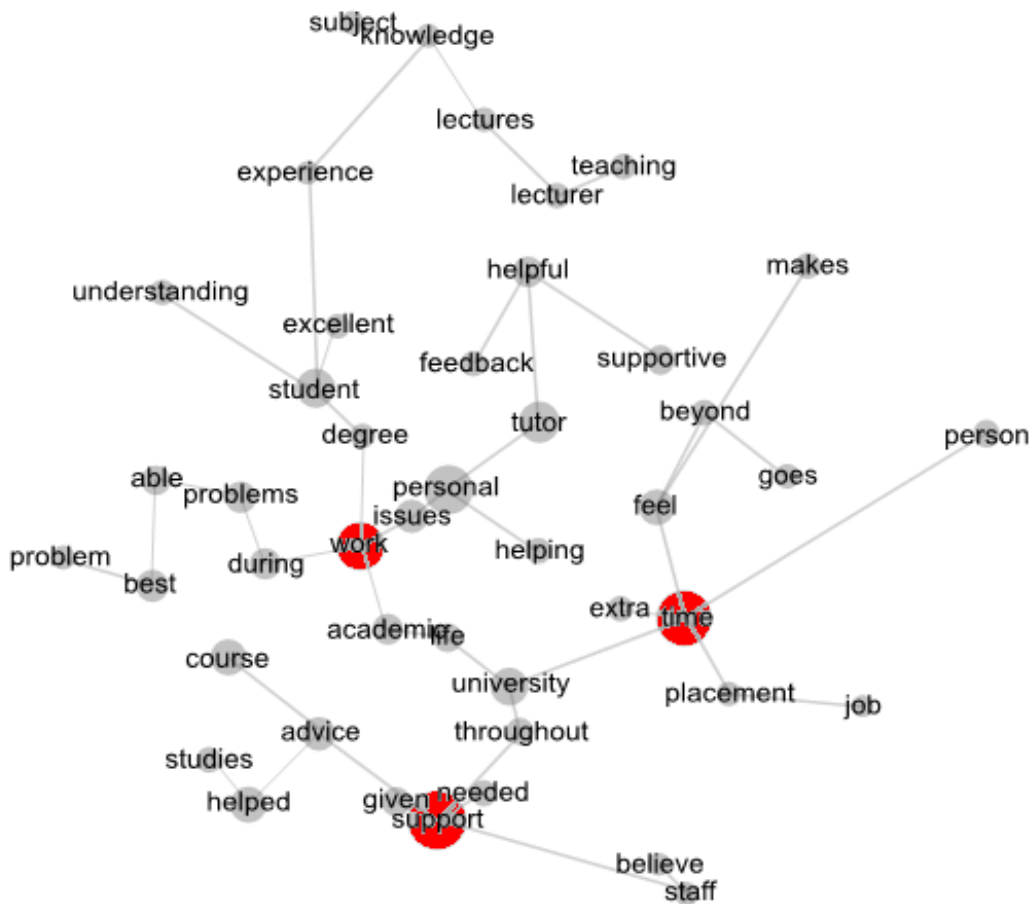 subject
knowledge
lectures
teaching
experience
lecturer
helpful
makes
understanding
excellent
feedback
supportive
student
beyond
tutor
degree
person
able
problems
personal
goes
issues
feel
work
helping
problem
during
best
extra
time
academic
life
course
university
placement
job
advice
throughout
studies
helped
given
needed
support
believe
staff